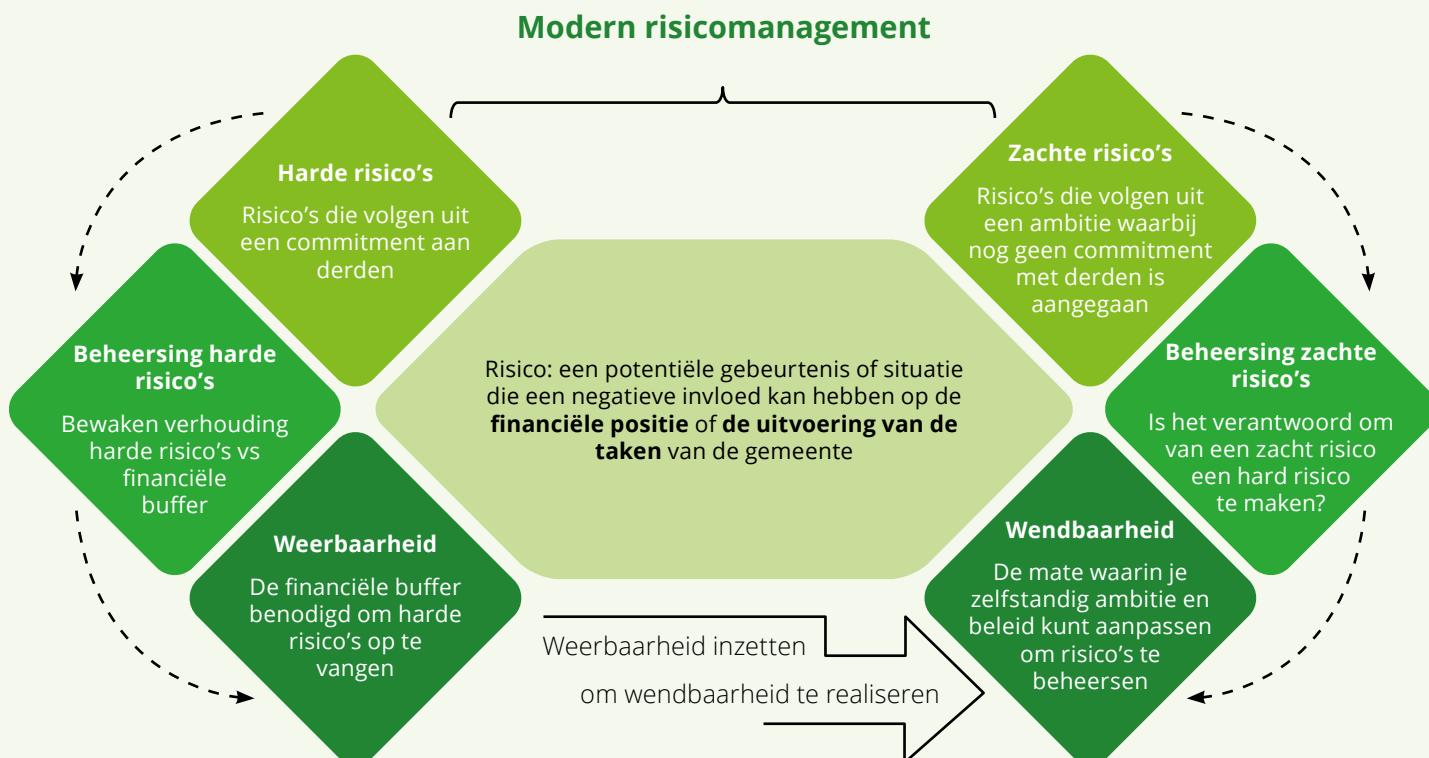 Modern risicomanagement
Harde risico’s
Risico’s die volgen uit
een commitment aan
derden
Beheersing harde
risico’s
Bewaken verhouding
harde risico’s vs
financiële
buffer
Weerbaarheid
De financiële buffer
benodigd om harde
risico’s op te
vangen
Risico: een potentiële gebeurtenis of situatie
die een negatieve invloed kan hebben op de
financiële positie of de uitvoering van de
taken van de gemeente
Zachte risico’s
Risico’s die volgen uit
een ambitie waarbij
nog geen commitment
met derden is
aangegaan
Beheersing zachte
risico’s
Is het verantwoord om
van een zacht risico
een hard risico
te maken?
Wendbaarheid
De mate waarin je
zelfstandig ambitie en
beleid kunt aanpassen
om risico’s te
beheersen
Weerbaarheid inzetten
om wendbaarheid te realiseren